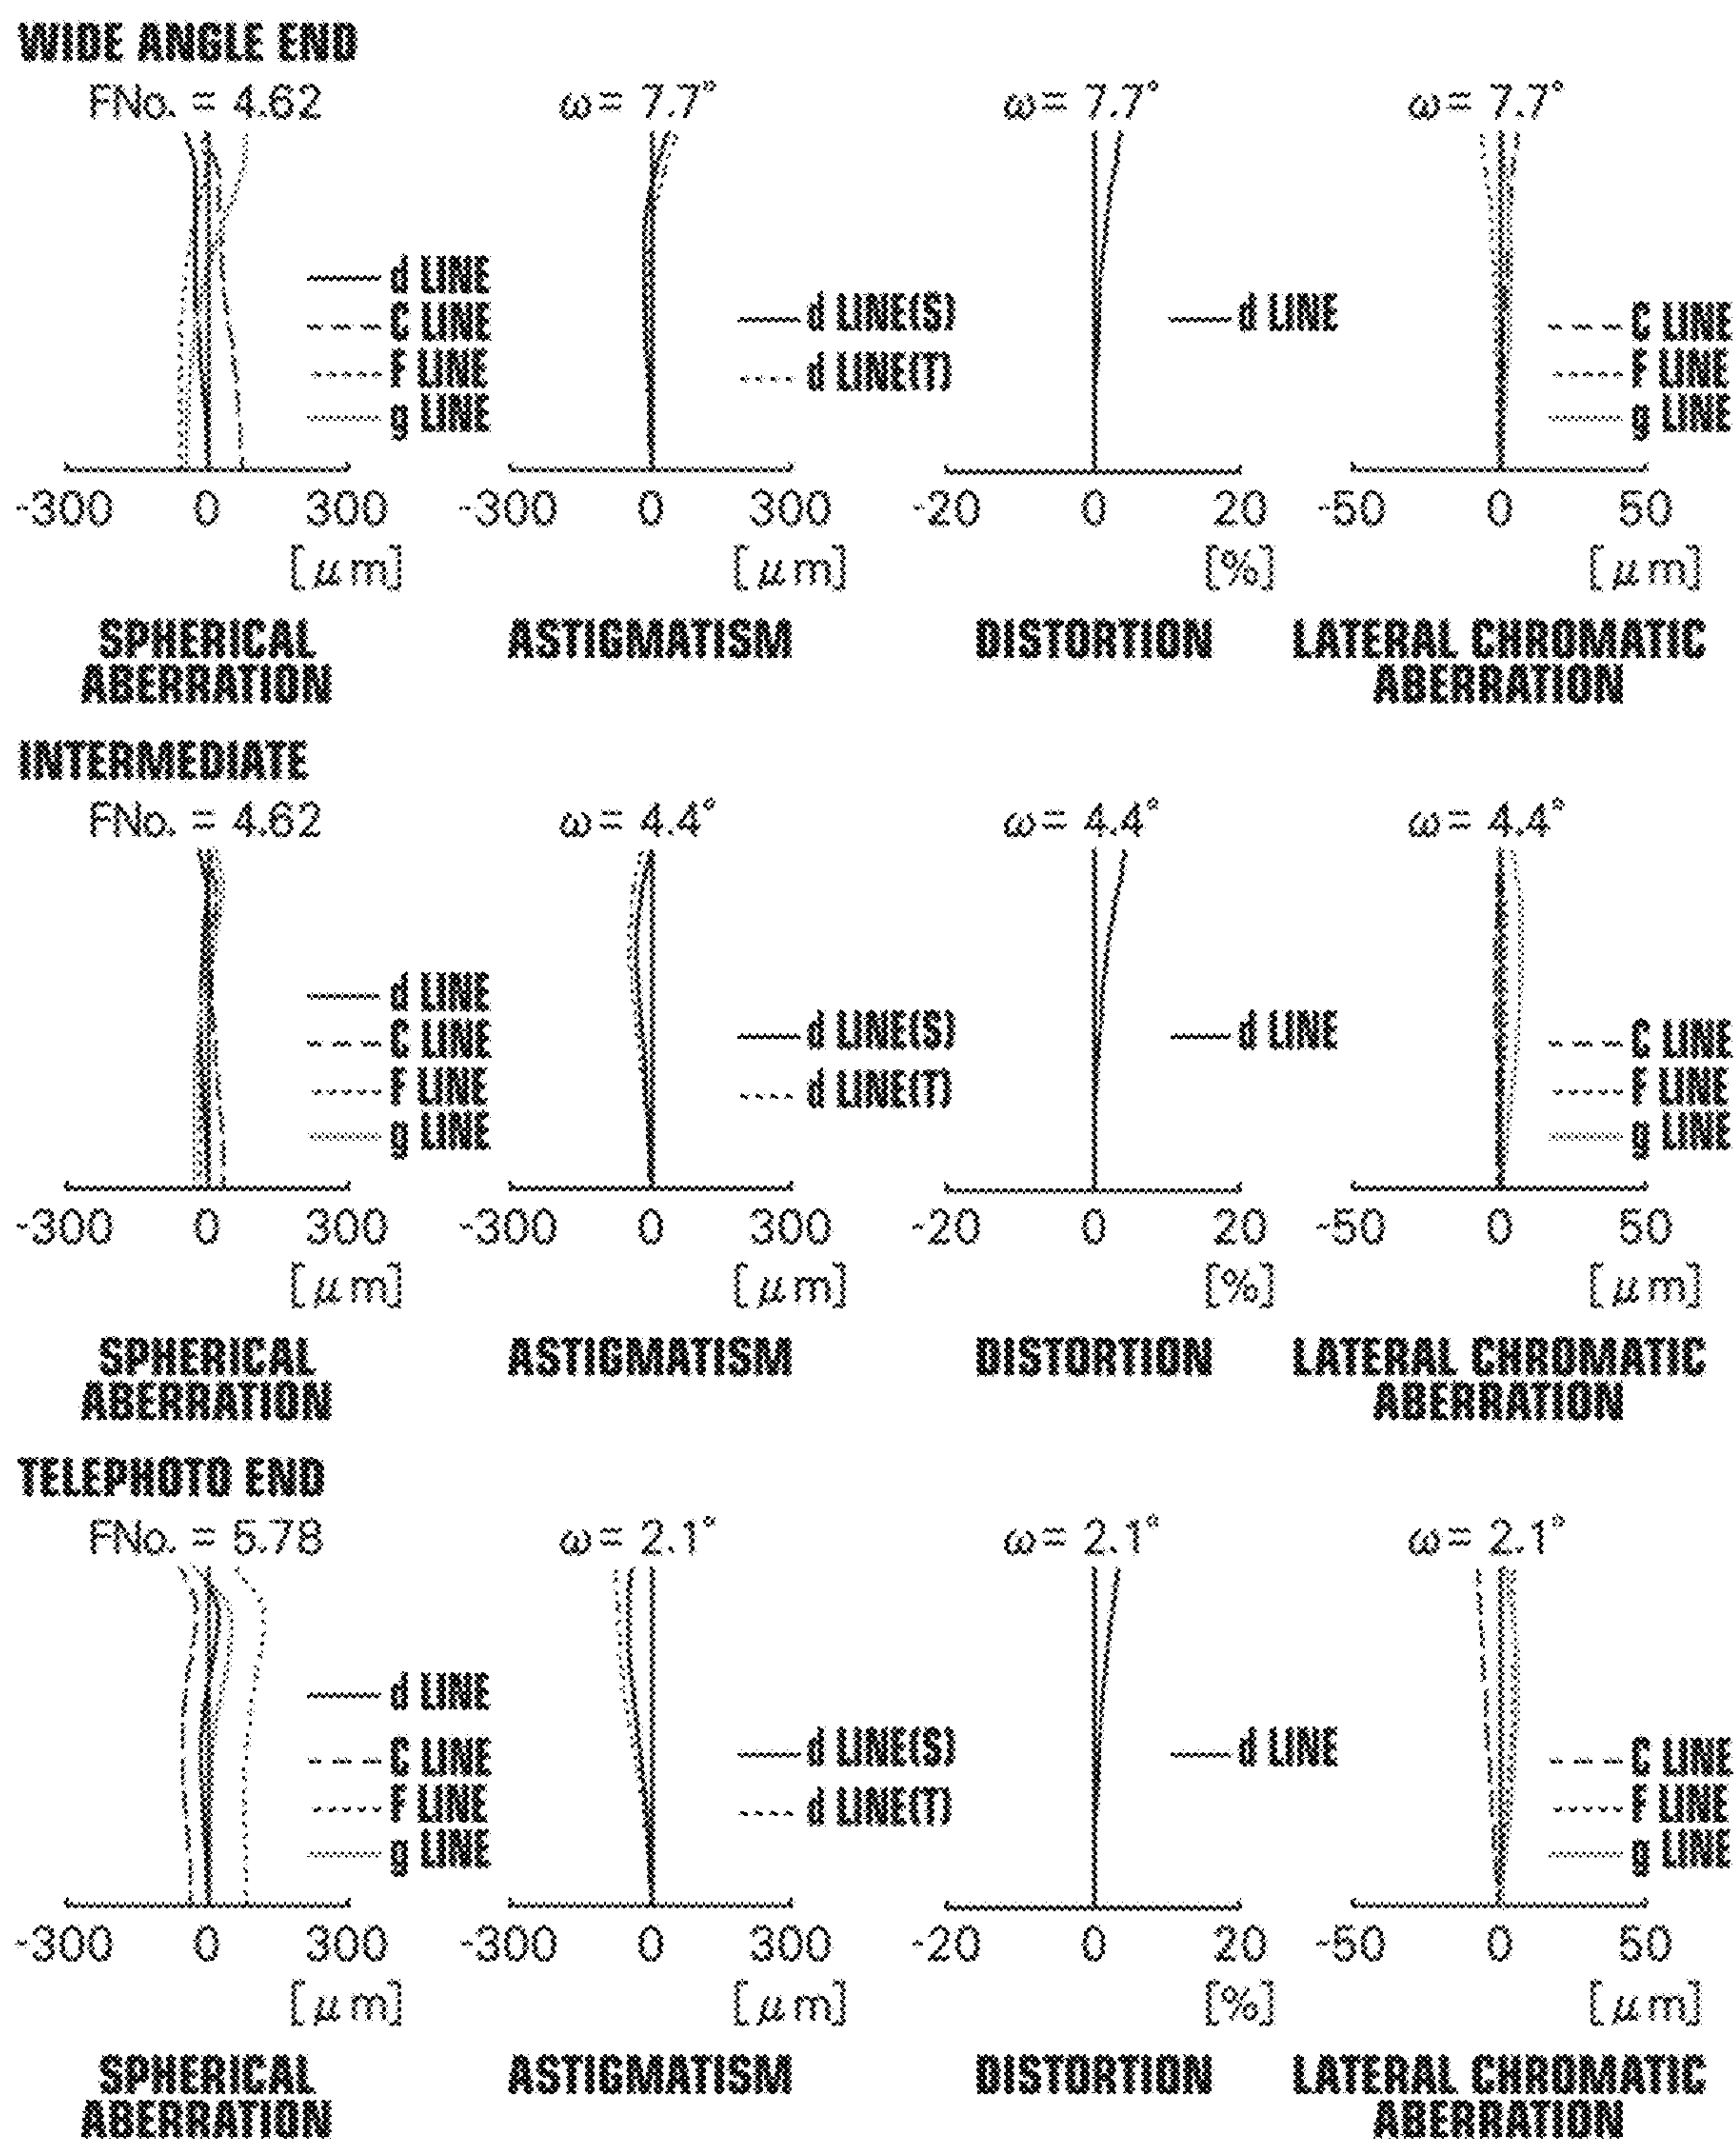 WIDE ANGLE END
FNo. = 4.62
ω = 7.7°
ω = 7.7°
ω = 7.7°
d LINE
C LINE
F LINE
g LINE
d LINE(S)
d LINE(T)
d LINE
C LINE
F LINE
g LINE
-300 0 300
-300 0 300
-20 0 20
-50 0 50
[μm]
[μm]
[%]
[μm]
SPHERICAL
ABERRATION
ASTIGMATISM
DISTORTION
LATERAL CHROMATIC
ABERRATION
INTERMEDIATE
FNo. = 4.62
ω = 4.4°
ω = 4.4°
ω = 4.4°
d LINE
C LINE
F LINE
g LINE
d LINE(S)
d LINE(T)
d LINE
C LINE
F LINE
g LINE
-300 0 300
-300 0 300
-20 0 20
-50 0 50
[μm]
[μm]
[%]
[μm]
SPHERICAL
ABERRATION
ASTIGMATISM
DISTORTION
LATERAL CHROMATIC
ABERRATION
TELEPHOTO END
FNo. = 5.78
ω = 2.1°
ω = 2.1°
ω = 2.1°
d LINE
C LINE
F LINE
g LINE
d LINE(S)
d LINE(T)
d LINE
C LINE
F LINE
g LINE
-300 0 300
-300 0 300
-20 0 20
-50 0 50
[μm]
[μm]
[%]
[μm]
SPHERICAL
ABERRATION
ASTIGMATISM
DISTORTION
LATERAL CHROMATIC
ABERRATION